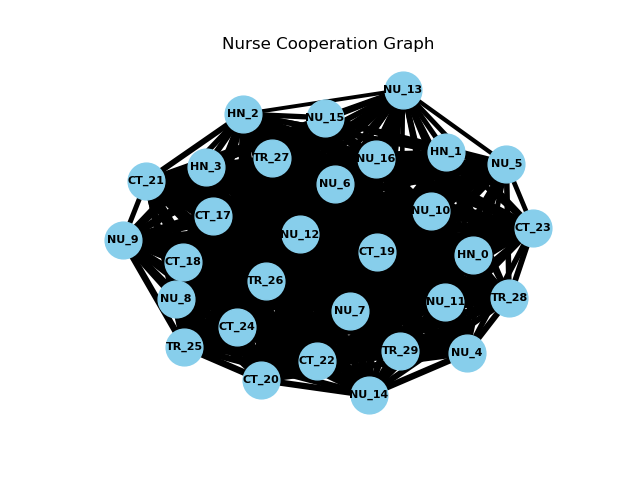 Nurse Cooperation Graph
NU_13
HN_2
NU_15
HN_1
TR_27
NU_16
NU_5
HN_3
CT_21
NU_6
NU_10
CT_17
CT_23
NU_12
NU_9
CT_19
HN_0
CT_18
TR_26
NU_8
TR_28
NU_11
NU_7
CT_24
TR_25
TR_29
NU_4
CT_22
CT_20
NU_14